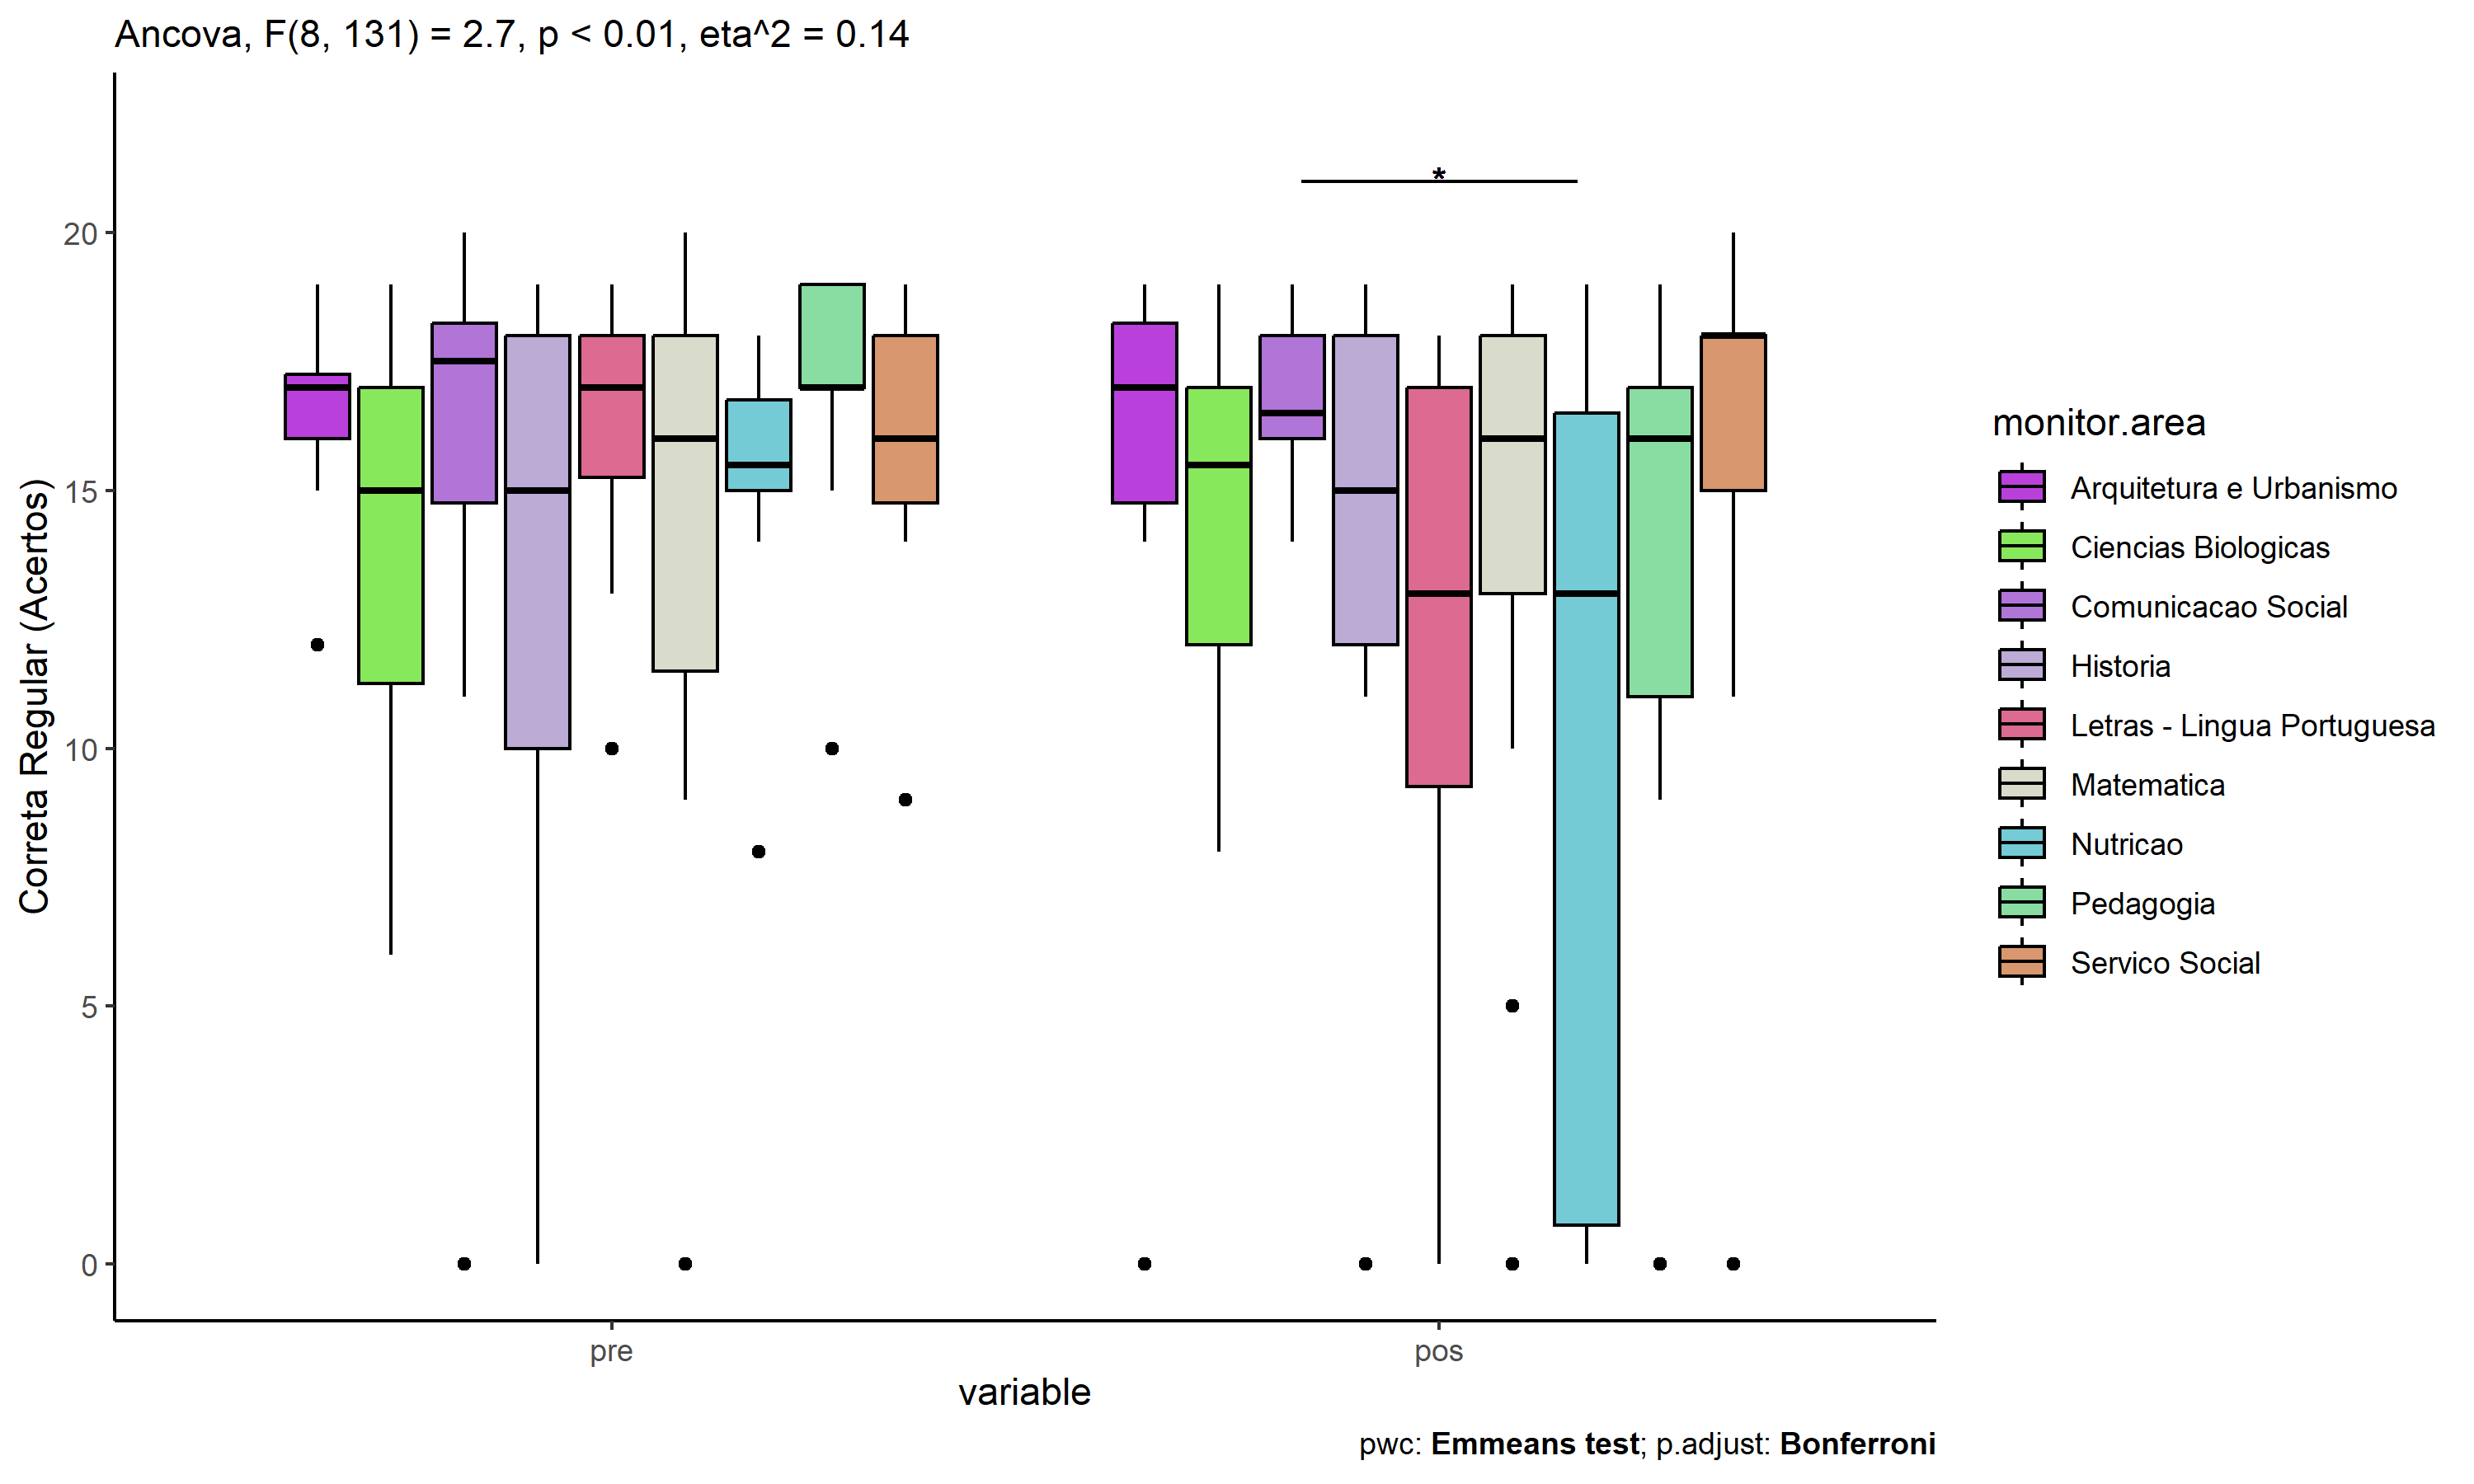 Ancova, F(8, 131) = 2.7, p < 0.01, eta^2 = 0.14
*
20
15
10
5
0
Correta Regular (Acertos)
pre
pos
variable
monitor.area
Arquitetura e Urbanismo
Ciencias Biologicas
Comunicacao Social
Historia
Letras - Lingua Portuguesa
Matematica
Nutricao
Pedagogia
Servico Social
pwc: Emmeans test; p.adjust: Bonferroni